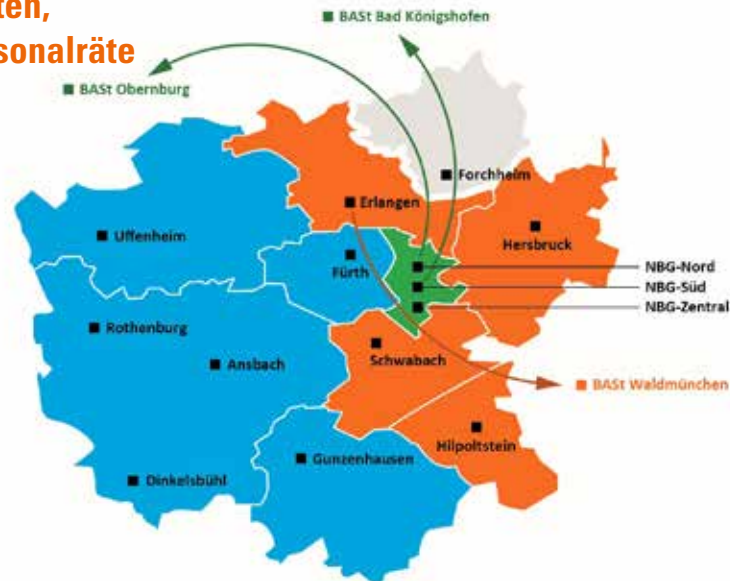 ten,
sonalräte
BASt Bad Königshofen
BASt Obernburg
Forchheim
Erlangen
Hersbruck
Uffenheim
Fürth
NBG-Nord
NBG-Süd
NBG-Zentral
Rothenburg
Schwabach
Ansbach
BASt Waldmünchen
Hilpoltstein
Gunzenhausen
Dinkelsbühl